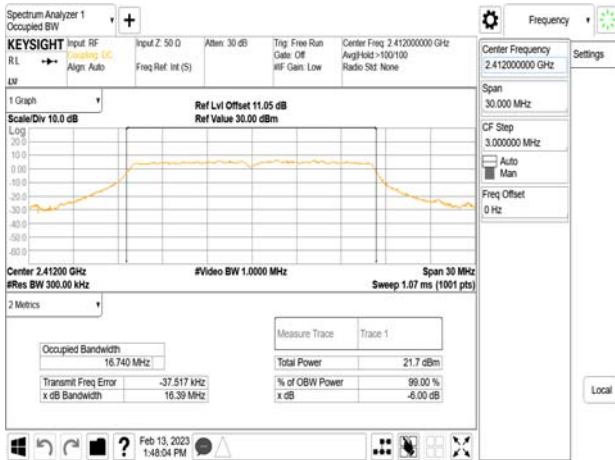 Spectrum Analyzer 1
Occupied BW
Frequency
KEYSIGHT
RL
Input: RF
Coupling: DC
Align: Auto
Input Z: 50 Ω
Freq Ref: Int (S)
Atten: 30 dB
Trig: Free Run
Gate: Off
#IF Gain: Low
Center Freq: 2.412000000 GHz
Avg|Hold:>100/100
Radio Std: None
Center Frequency
2.412000000 GHz
Settings
Span
30.000 MHz
CF Step
3.000000 MHz
Auto
Man
Freq Offset
0 Hz
Local
1 Graph
Scale/Div 10.0 dB
Ref Lvl Offset 11.05 dB
Ref Value 30.00 dBm
Log
20.0
10.0
0.00
-10.0
-20.0
-30.0
-40.0
-50.0
-60.0
Center 2.41200 GHz
#Video BW 1.0000 MHz
Span 30 MHz
#Res BW 300.00 kHz
Sweep 1.07 ms (1001 pts)
2 Metrics
Measure Trace
Trace 1
Occupied Bandwidth
16.740 MHz
Total Power
21.7 dBm
Transmit Freq Error
-37.517 kHz
% of OBW Power
99.00 %
x dB Bandwidth
16.39 MHz
x dB
-6.00 dB
?
Feb 13, 2023
1:48:04 PM